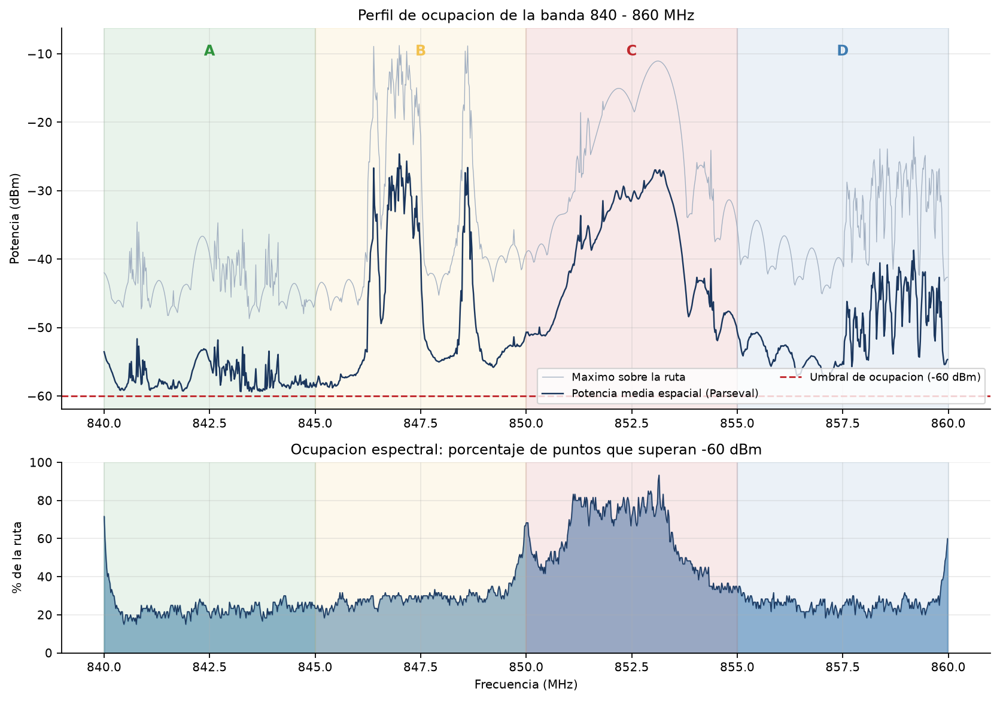 Perfil de ocupacion de la banda 840 - 860 MHz
A B C D
Potencia (dBm)
−10
−20
−30
−40
−50
−60
Maximo sobre la ruta
Potencia media espacial (Parseval)
Umbral de ocupacion (-60 dBm)
840.0 842.5 845.0 847.5 850.0 852.5 855.0 857.5 860.0
Ocupacion espectral: porcentaje de puntos que superan -60 dBm
% de la ruta
100
80
60
40
20
0
840.0 842.5 845.0 847.5 850.0 852.5 855.0 857.5 860.0
Frecuencia (MHz)